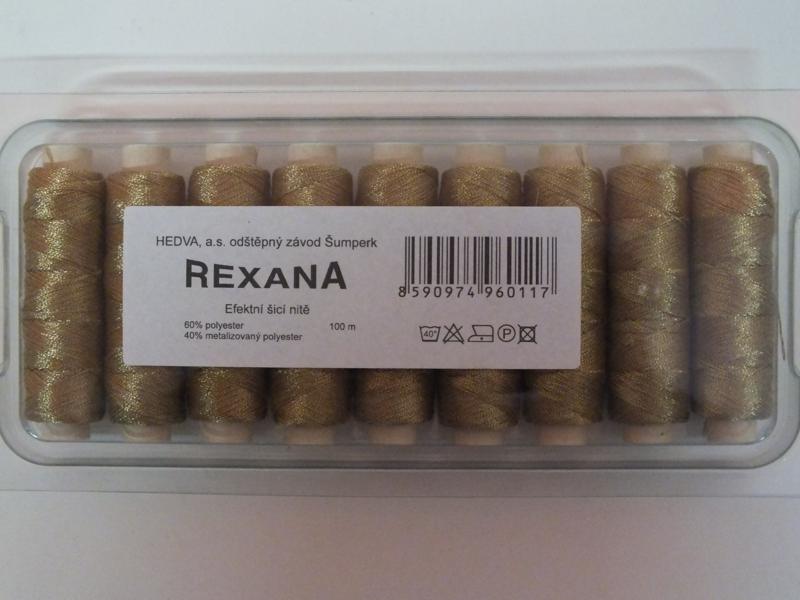 HEDVA, a.s. odštěpný závod Šumperk
REXANA
Efektní šicí nitě
60% polyester 100 m
40% metalizovaný polyester
8 590974 960117
40°
P